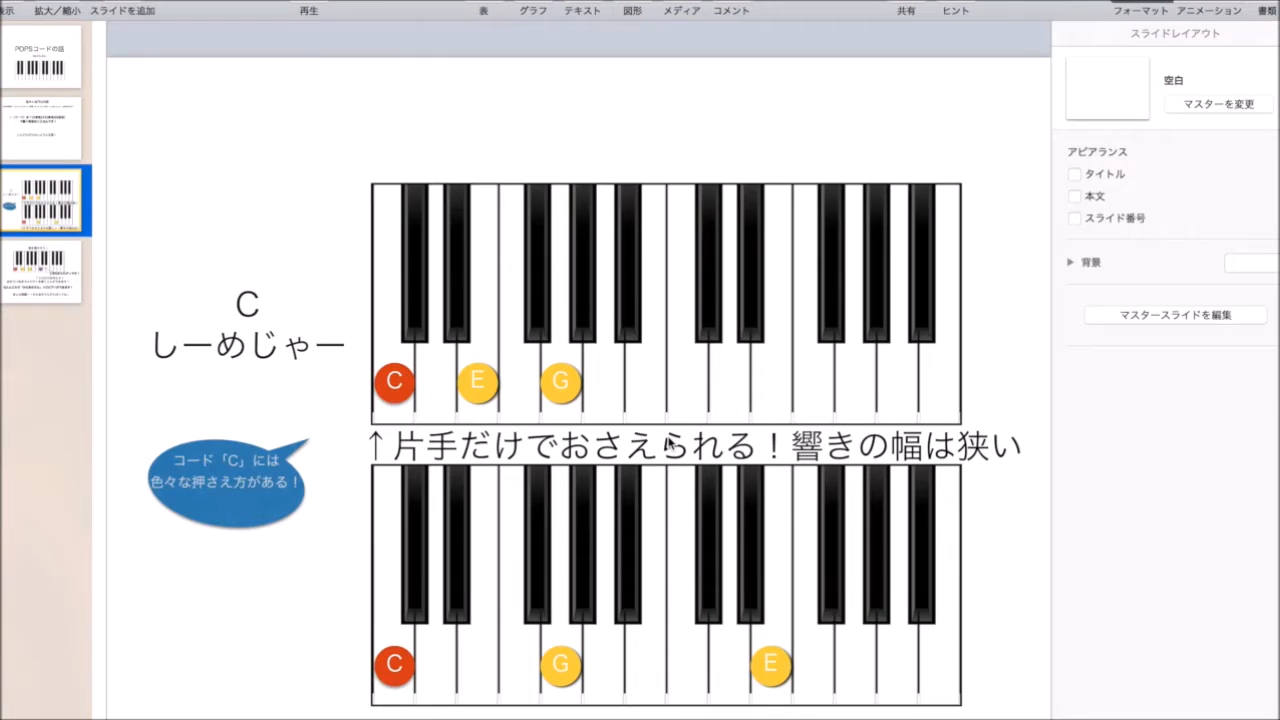 表示 拡大／縮小 スライドを追加 再生 表 グラフ テキスト 図形 メディア コメント 共有 ヒント フォーマット アニメーション 書類
スライドレイアウト
空白
マスターを変更
アピアランス
タイトル
本文
スライド番号
背景
マスタースライドを編集
POPSコードの話
C
しーめじゃー
C E G
↑片手だけでおさえられる！響きの幅は狭い
コード「C」には
色々な押さえ方がある！
C G E